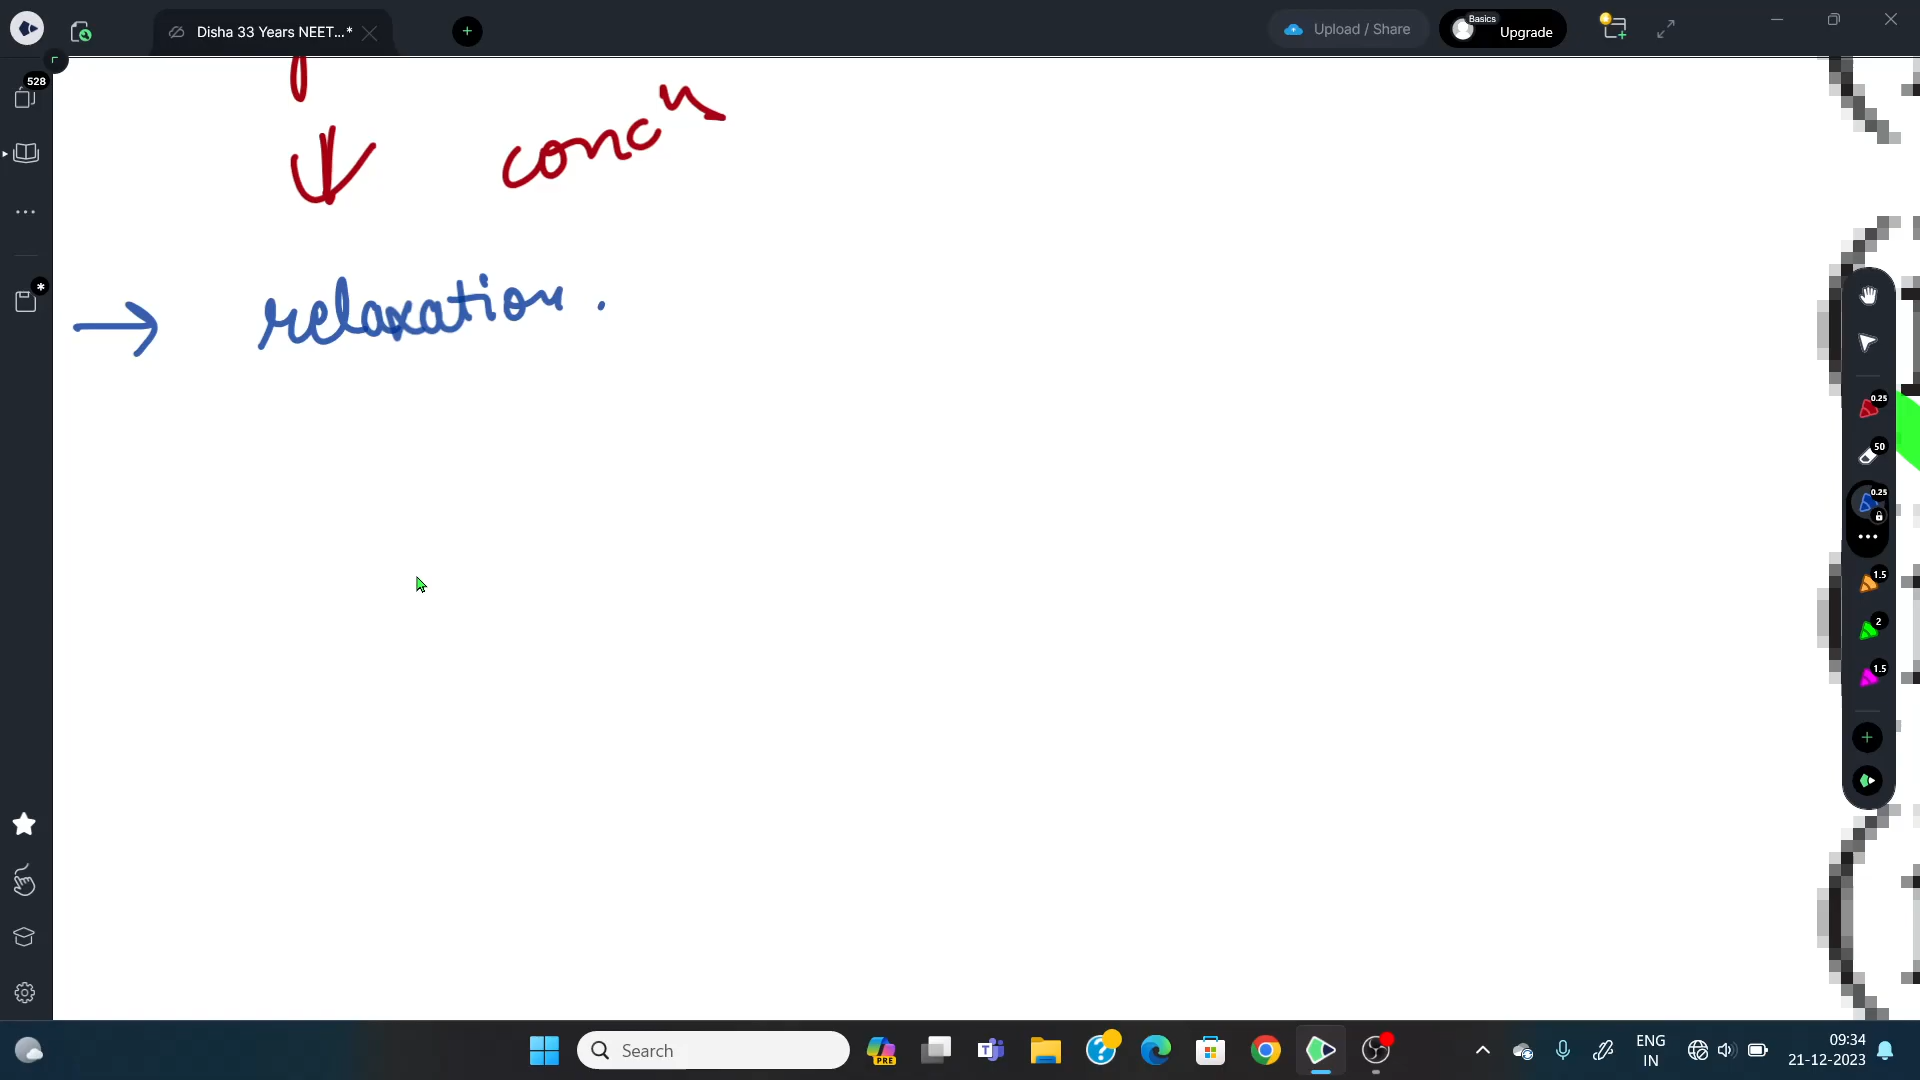 Disha 33 Years NEET...*
Upload / Share
Basics
Upgrade
528
concn
→ relaxation.
0.25
50
0.25
1.5
2
1.5
Search
PRE
ENG
IN
09:34
21-12-2023